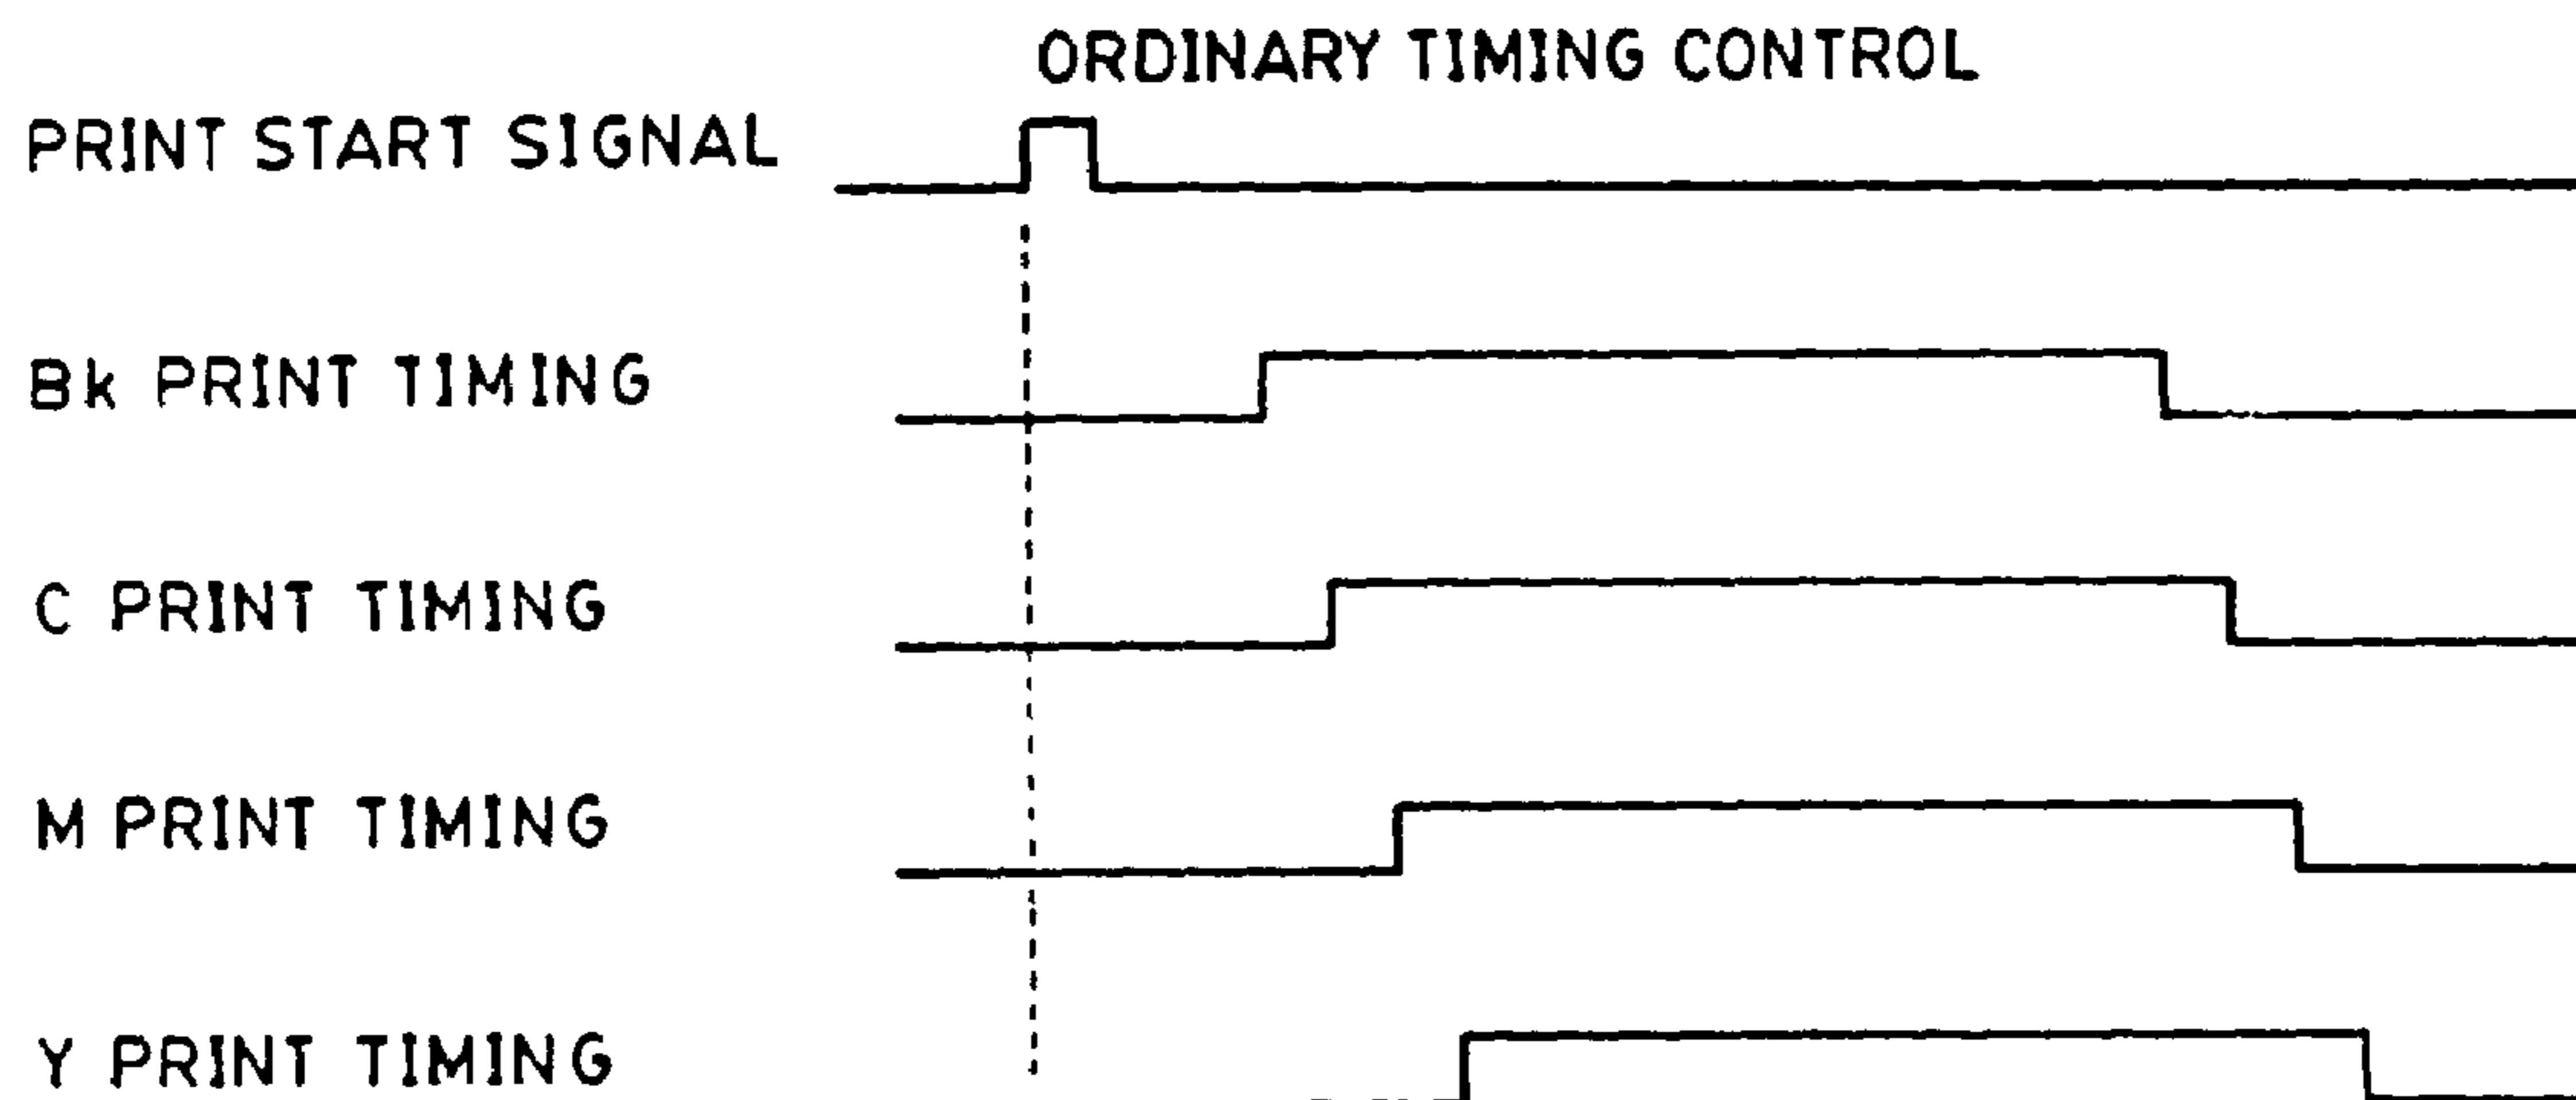 ORDINARY TIMING CONTROL
PRINT START SIGNAL
Bk PRINT TIMING
C PRINT TIMING
M PRINT TIMING
Y PRINT TIMING